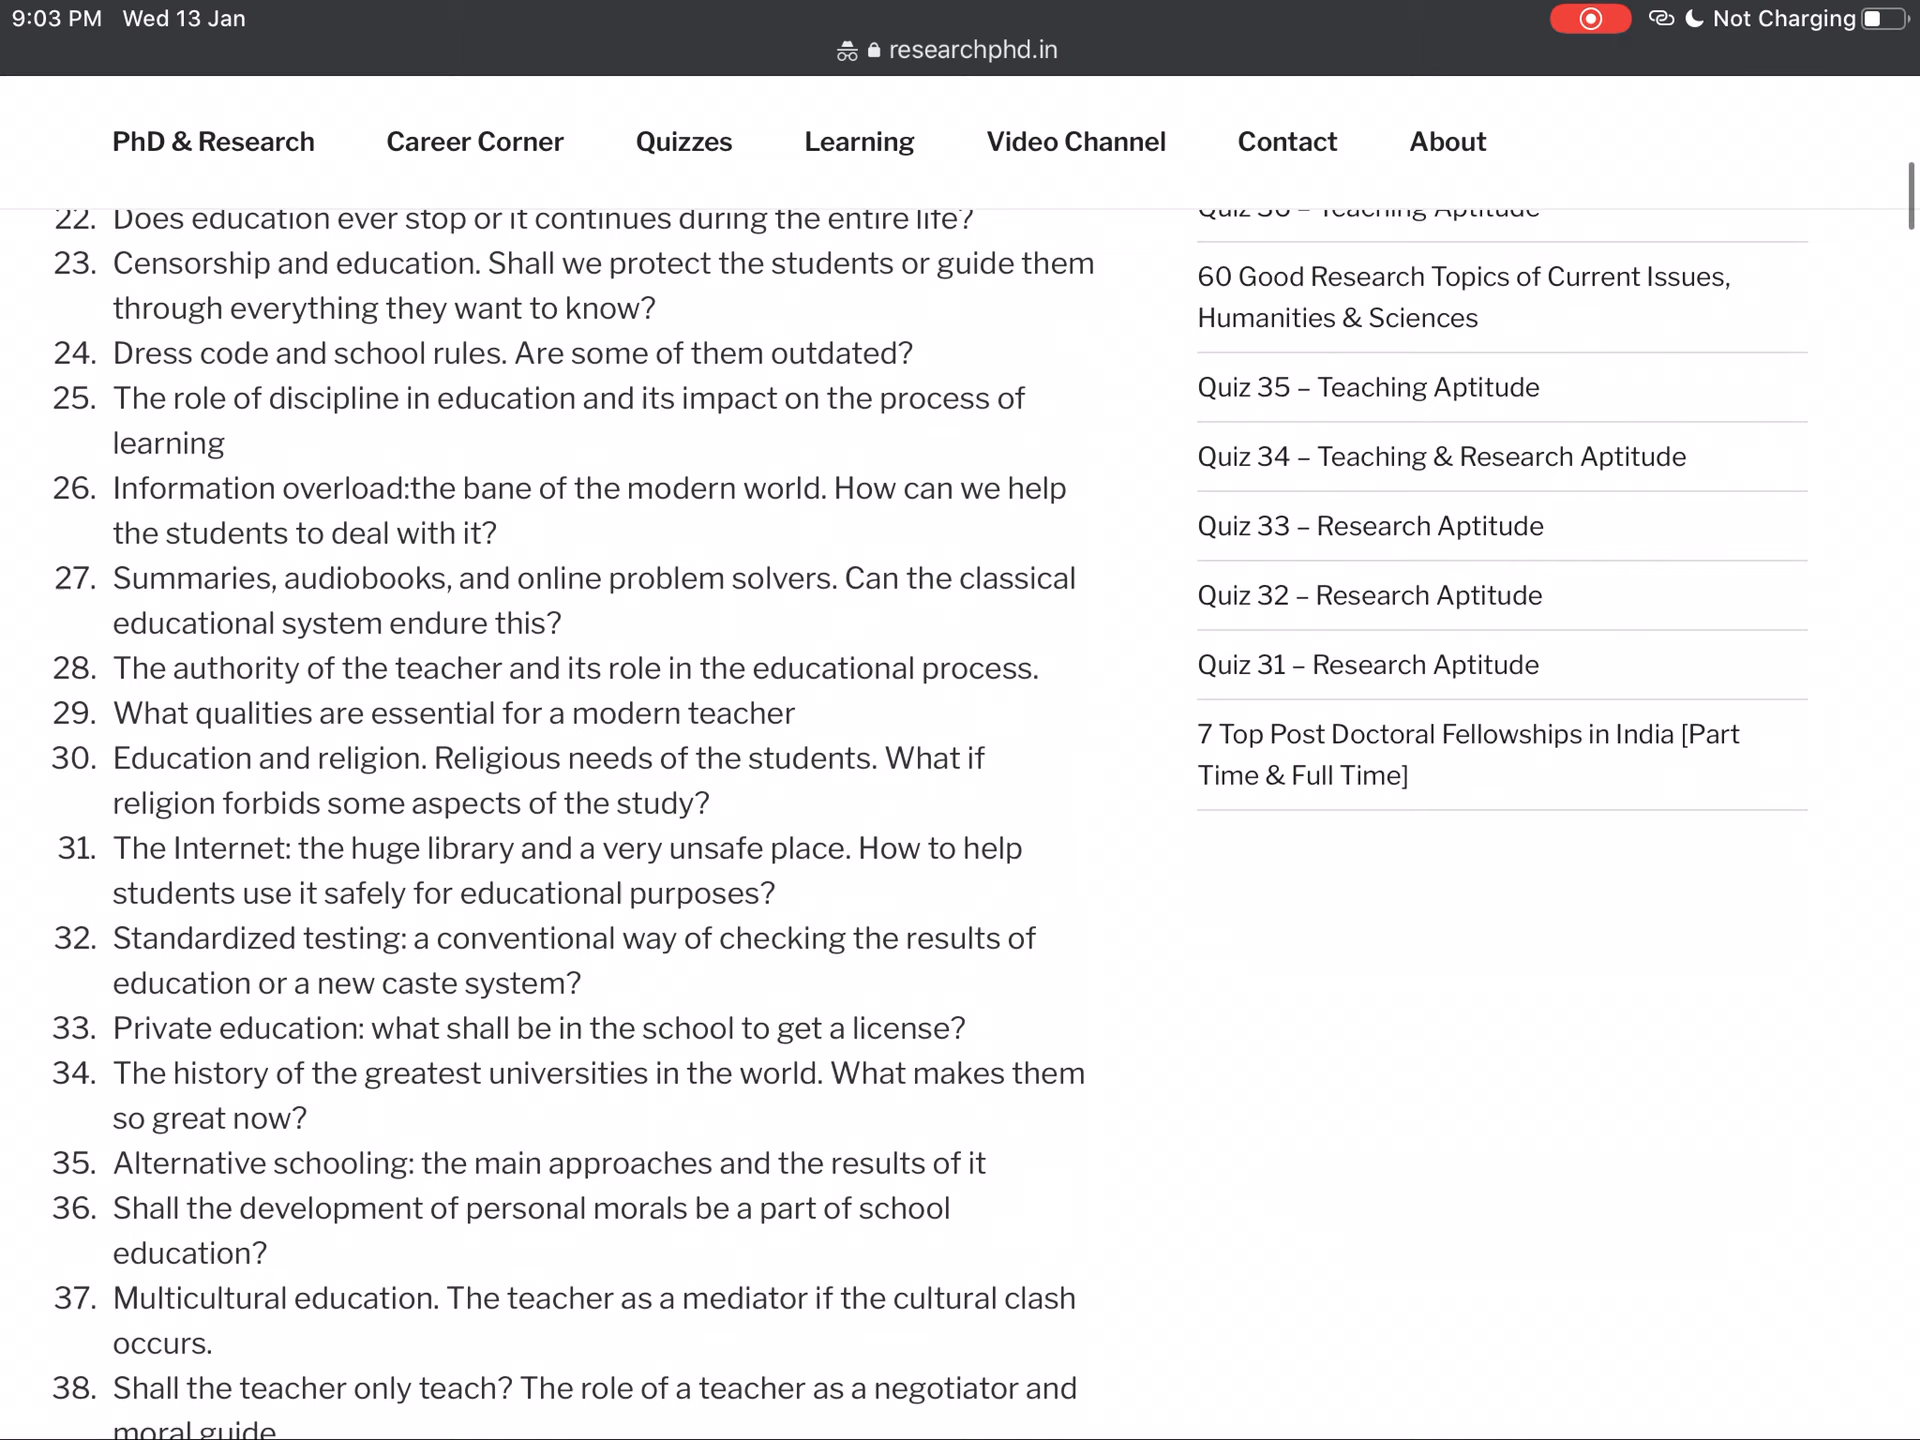 9:03 PM Wed 13 Jan
Not Charging
researchphd.in
PhD & Research Career Corner Quizzes Learning Video Channel Contact About
22. Does education ever stop or it continues during the entire life?
23. Censorship and education. Shall we protect the students or guide them
through everything they want to know?
24. Dress code and school rules. Are some of them outdated?
25. The role of discipline in education and its impact on the process of
learning
26. Information overload:the bane of the modern world. How can we help
the students to deal with it?
27. Summaries, audiobooks, and online problem solvers. Can the classical
educational system endure this?
28. The authority of the teacher and its role in the educational process.
29. What qualities are essential for a modern teacher
30. Education and religion. Religious needs of the students. What if
religion forbids some aspects of the study?
31. The Internet: the huge library and a very unsafe place. How to help
students use it safely for educational purposes?
32. Standardized testing: a conventional way of checking the results of
education or a new caste system?
33. Private education: what shall be in the school to get a license?
34. The history of the greatest universities in the world. What makes them
so great now?
35. Alternative schooling: the main approaches and the results of it
36. Shall the development of personal morals be a part of school
education?
37. Multicultural education. The teacher as a mediator if the cultural clash
occurs.
38. Shall the teacher only teach? The role of a teacher as a negotiator and
moral guide
Quiz 36 – Teaching Aptitude
60 Good Research Topics of Current Issues,
Humanities & Sciences
Quiz 35 – Teaching Aptitude
Quiz 34 – Teaching & Research Aptitude
Quiz 33 – Research Aptitude
Quiz 32 – Research Aptitude
Quiz 31 – Research Aptitude
7 Top Post Doctoral Fellowships in India [Part
Time & Full Time]